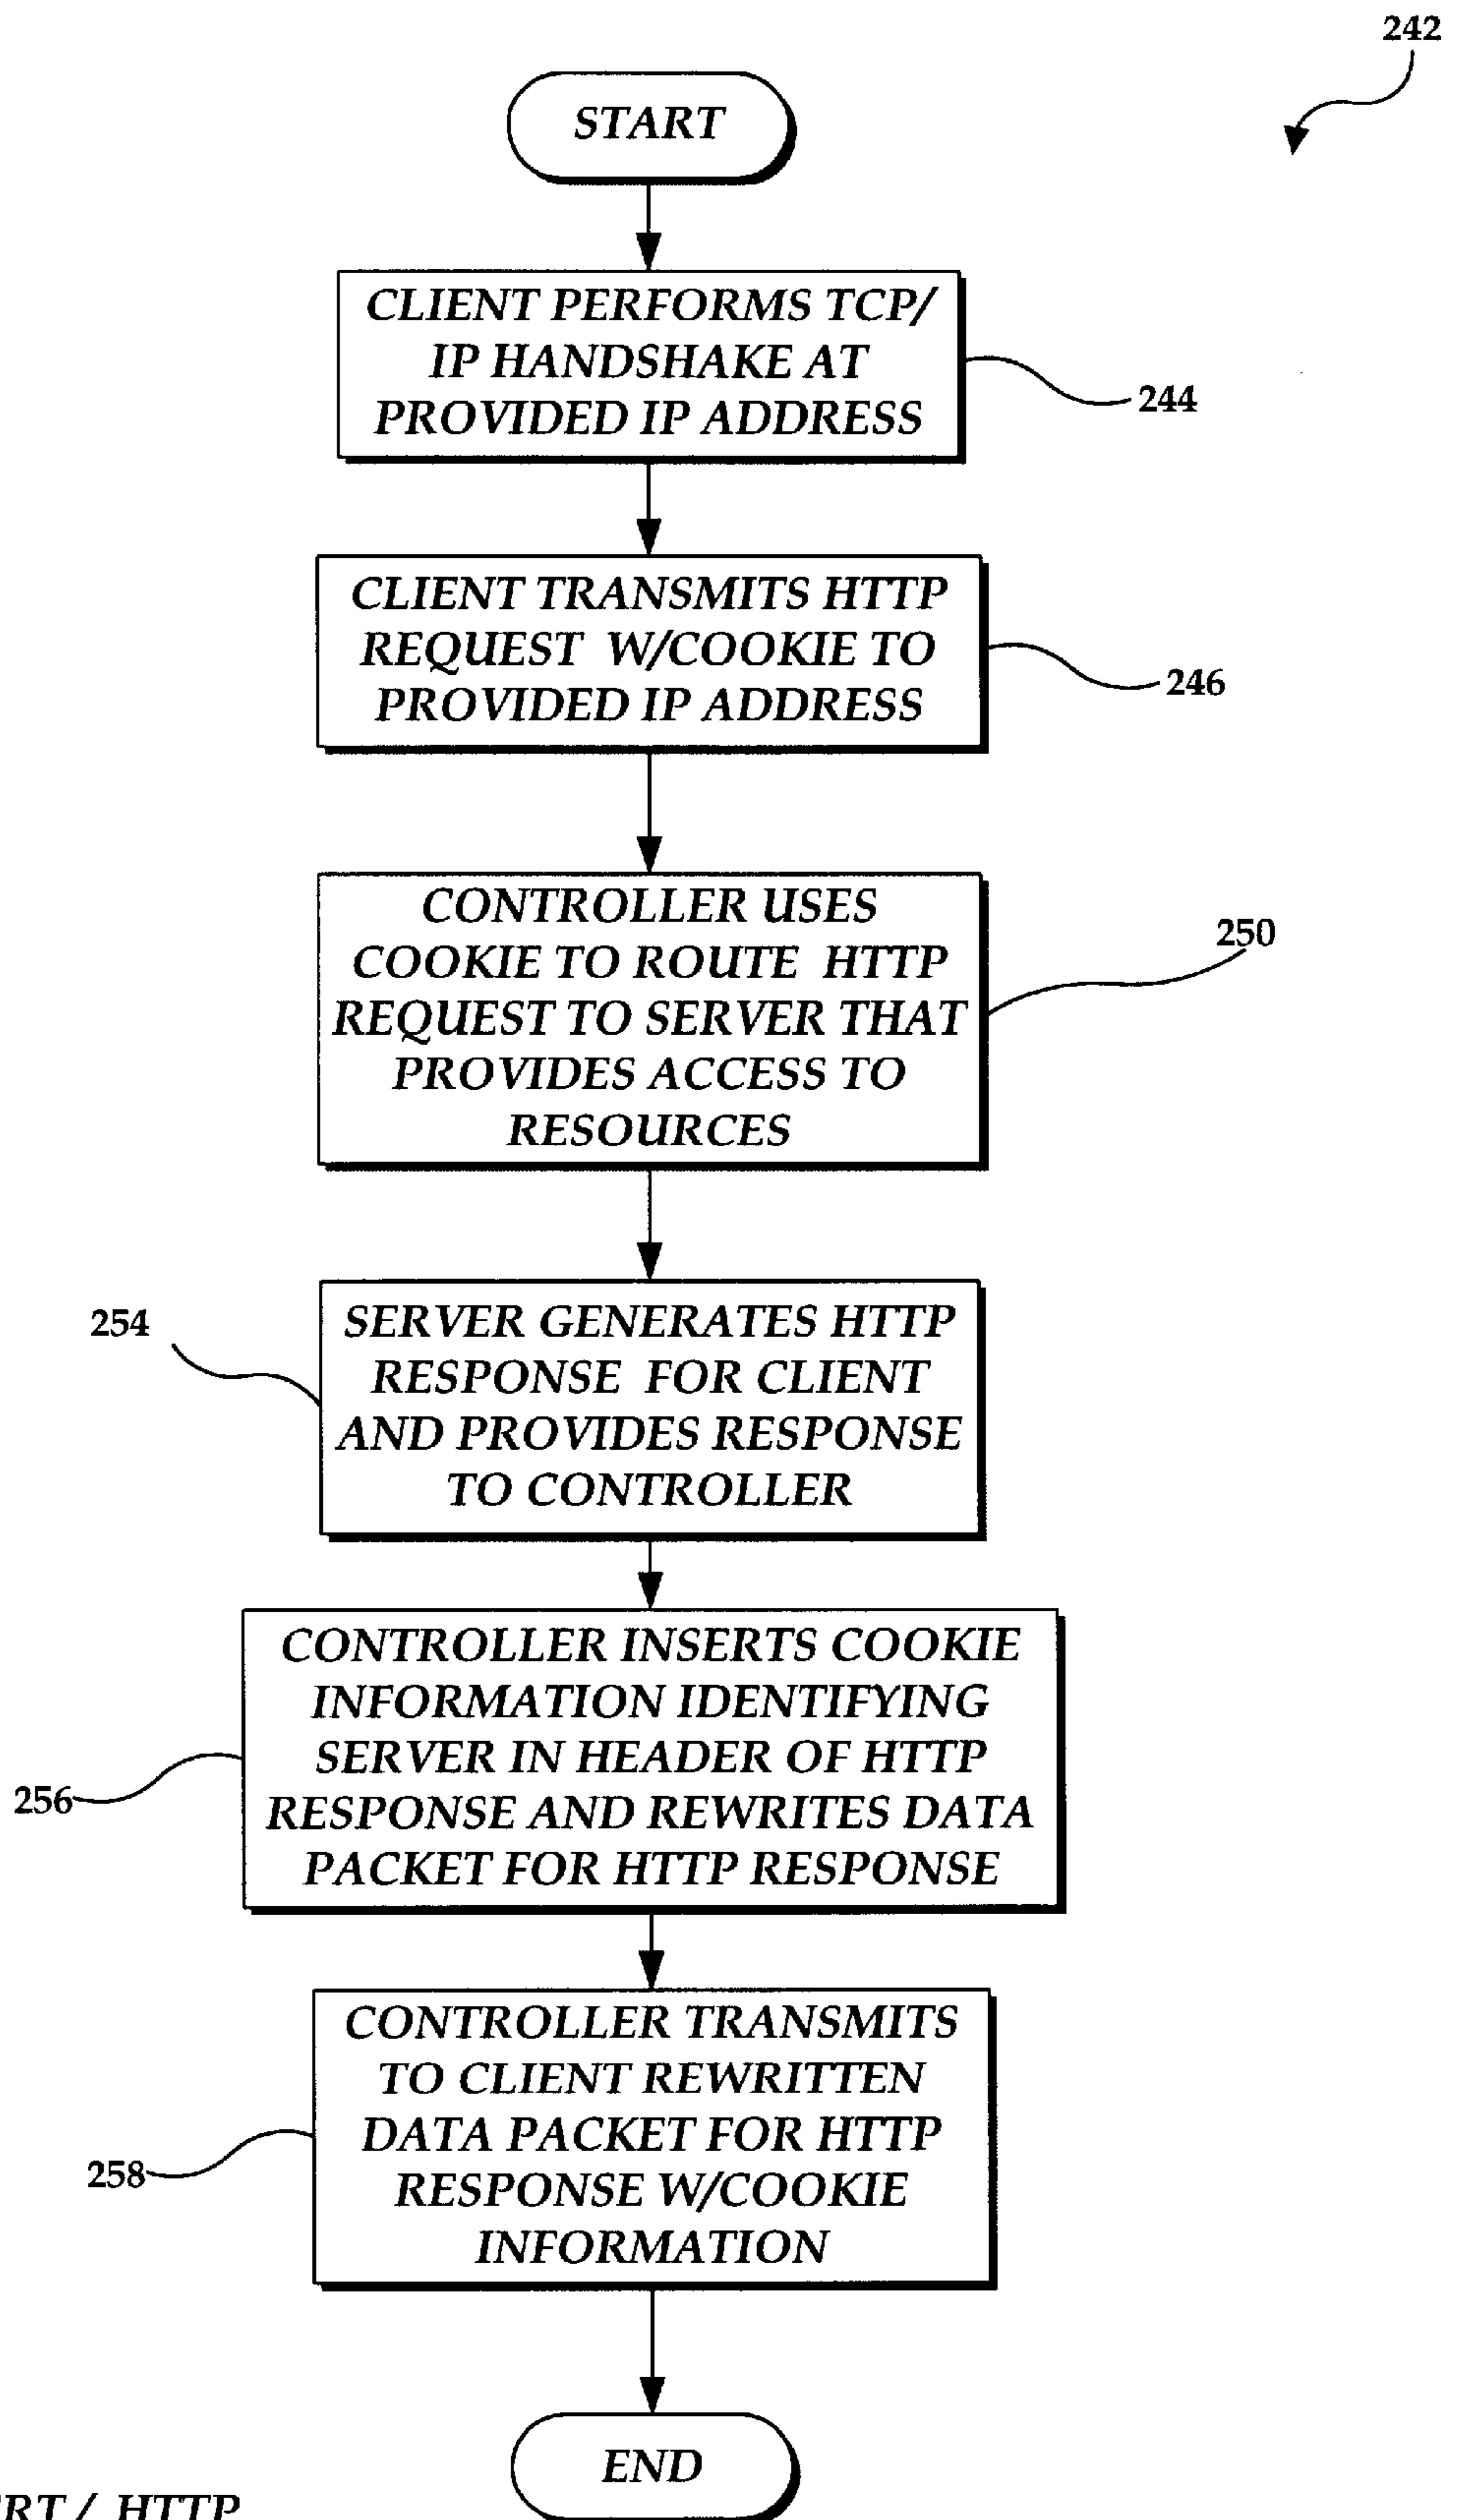 242
START
CLIENT PERFORMS TCP/
IP HANDSHAKE AT
PROVIDED IP ADDRESS
244
CLIENT TRANSMITS HTTP
REQUEST W/COOKIE TO
PROVIDED IP ADDRESS
246
CONTROLLER USES
COOKIE TO ROUTE HTTP
REQUEST TO SERVER THAT
PROVIDES ACCESS TO
RESOURCES
250
254
SERVER GENERATES HTTP
RESPONSE FOR CLIENT
AND PROVIDES RESPONSE
TO CONTROLLER
CONTROLLER INSERTS COOKIE
INFORMATION IDENTIFYING
SERVER IN HEADER OF HTTP
RESPONSE AND REWRITES DATA
PACKET FOR HTTP RESPONSE
256
CONTROLLER TRANSMITS
TO CLIENT REWRITTEN
DATA PACKET FOR HTTP
RESPONSE W/COOKIE
INFORMATION
258
END
HTTP